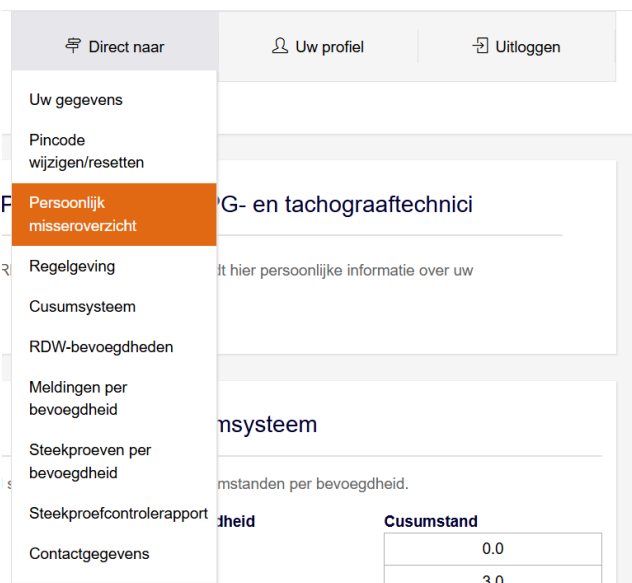 Direct naar
Uw profiel
Uitloggen
Uw gegevens
Pincode
wijzigen/resetten
Persoonlijk
misseroverzicht
PG- en tachograaftechnici
Regelgeving
dt hier persoonlijke informatie over uw
Cusumsysteem
RDW-bevoegdheden
Meldingen per
bevoegdheid
msysteem
Steekproeven per
bevoegdheid
mstanden per bevoegdheid.
Steekproefcontrolerapport
dheid
Cusumstand
Contactgegevens
0.0
3.0